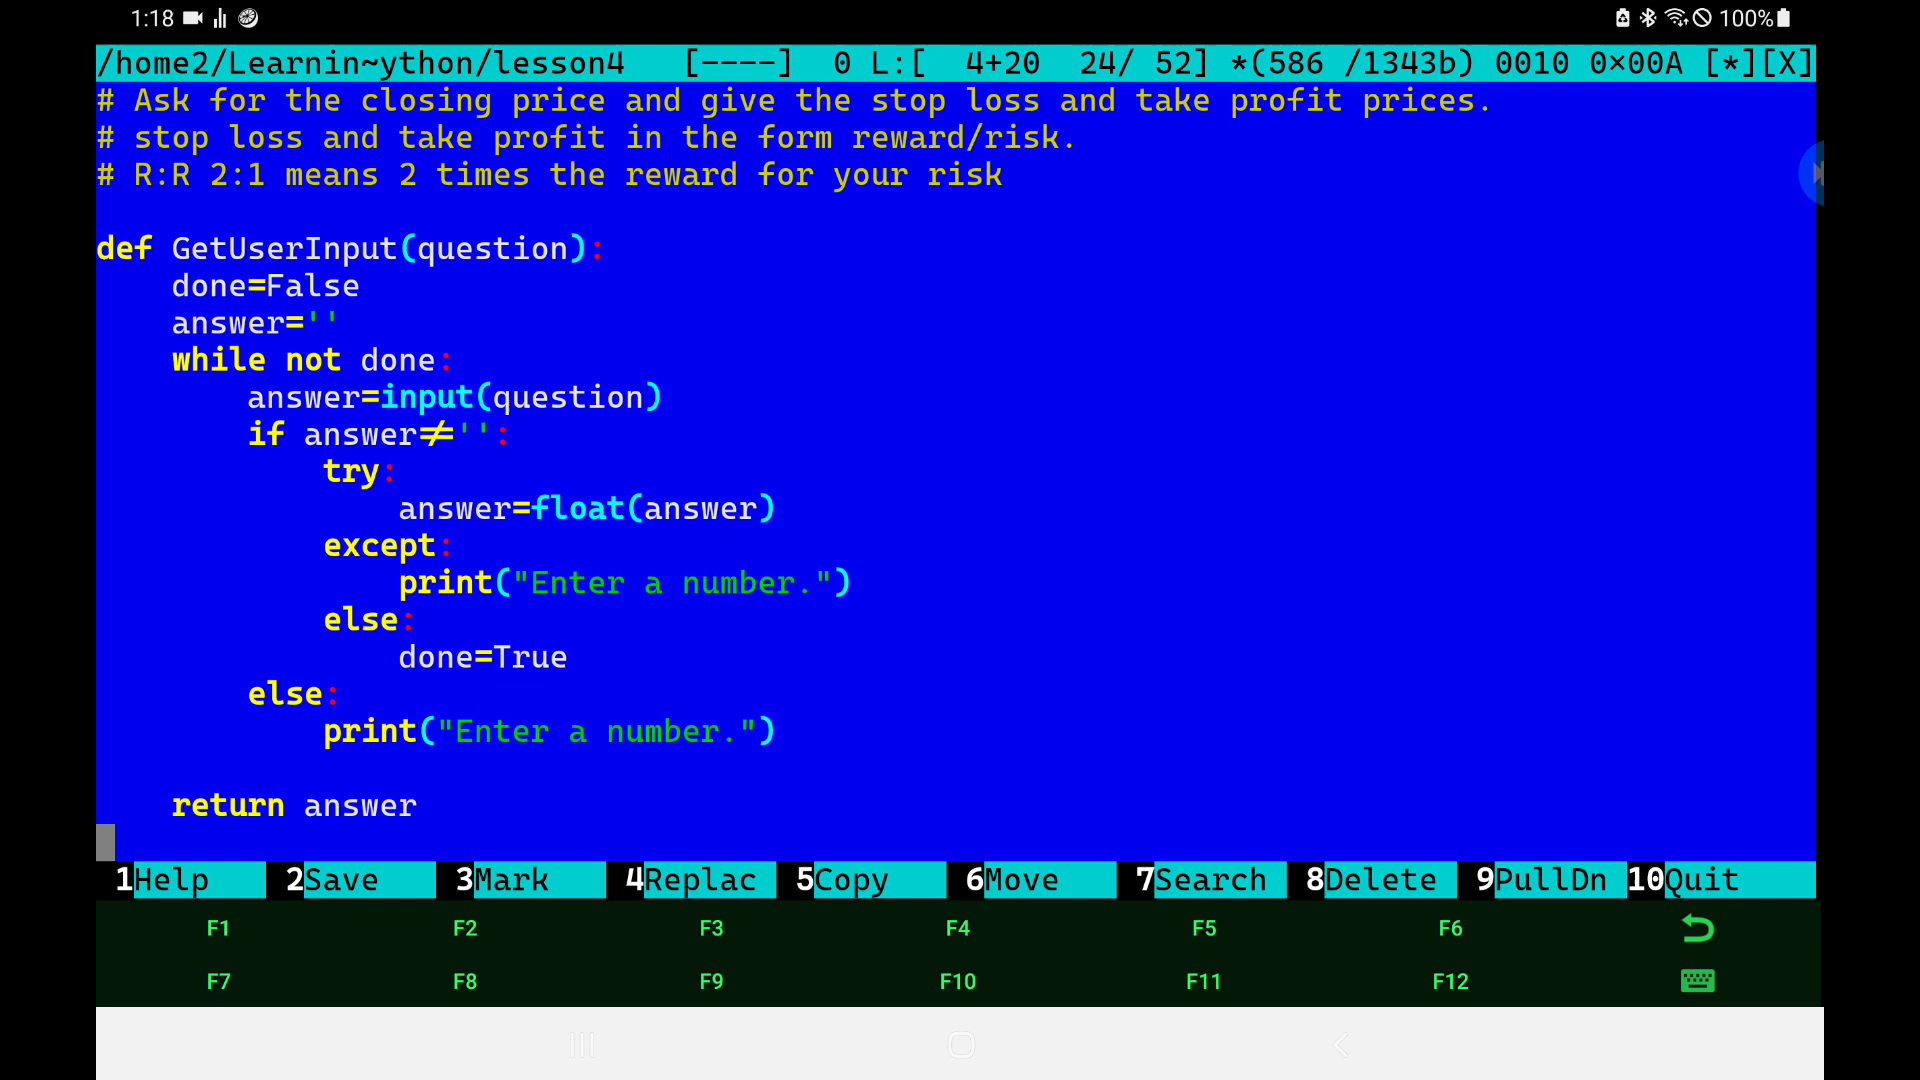 1:18 100%
/home2/Learnin~ython/lesson4 [----] 0 L:[ 4+20 24/ 52] *(586 /1343b) 0010 0×00A [*][X]
# Ask for the closing price and give the stop loss and take profit prices.
# stop loss and take profit in the form reward/risk.
# R:R 2:1 means 2 times the reward for your risk
def GetUserInput(question):
    done=False
    answer=''
    while not done:
        answer=input(question)
        if answer≠'':
            try:
                answer=float(answer)
            except:
                print("Enter a number.")
            else:
                done=True
        else:
            print("Enter a number.")
    return answer
1Help 2Save 3Mark 4Replac 5Copy 6Move 7Search 8Delete 9PullDn 10Quit
F1 F2 F3 F4 F5 F6
F7 F8 F9 F10 F11 F12